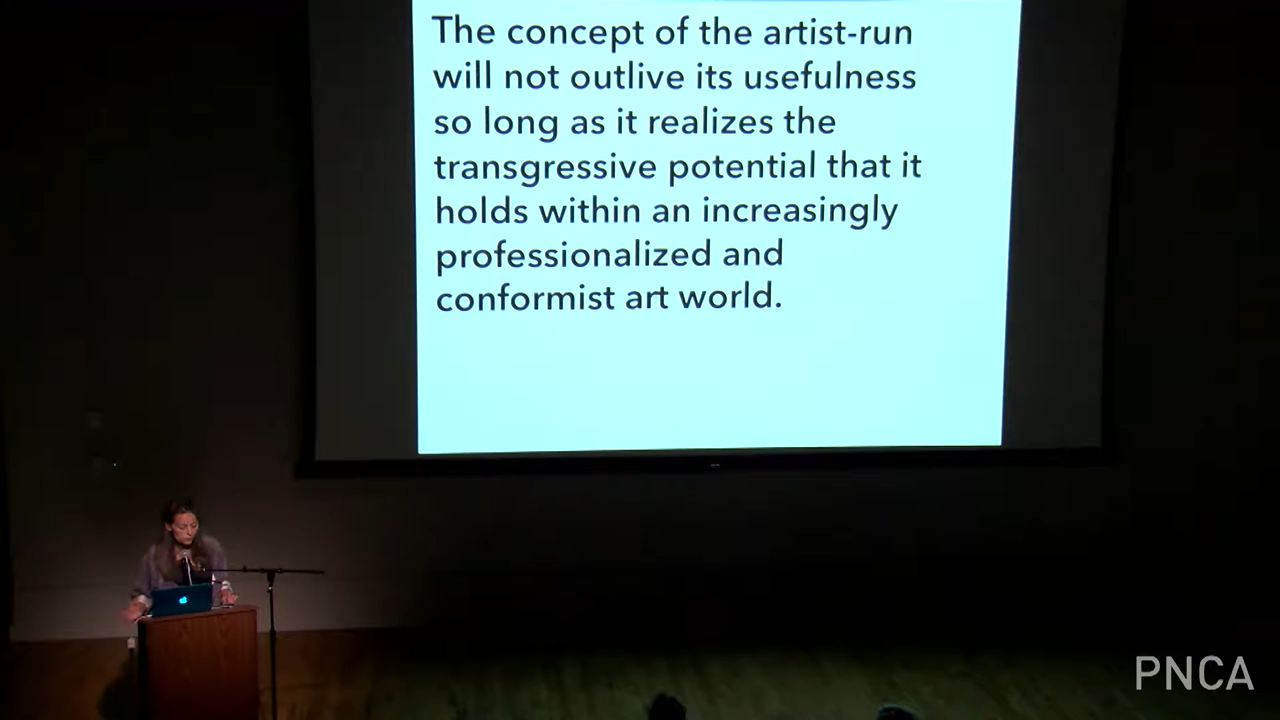 The concept of the artist-run
will not outlive its usefulness
so long as it realizes the
transgressive potential that it
holds within an increasingly
professionalized and
conformist art world.
PNCA